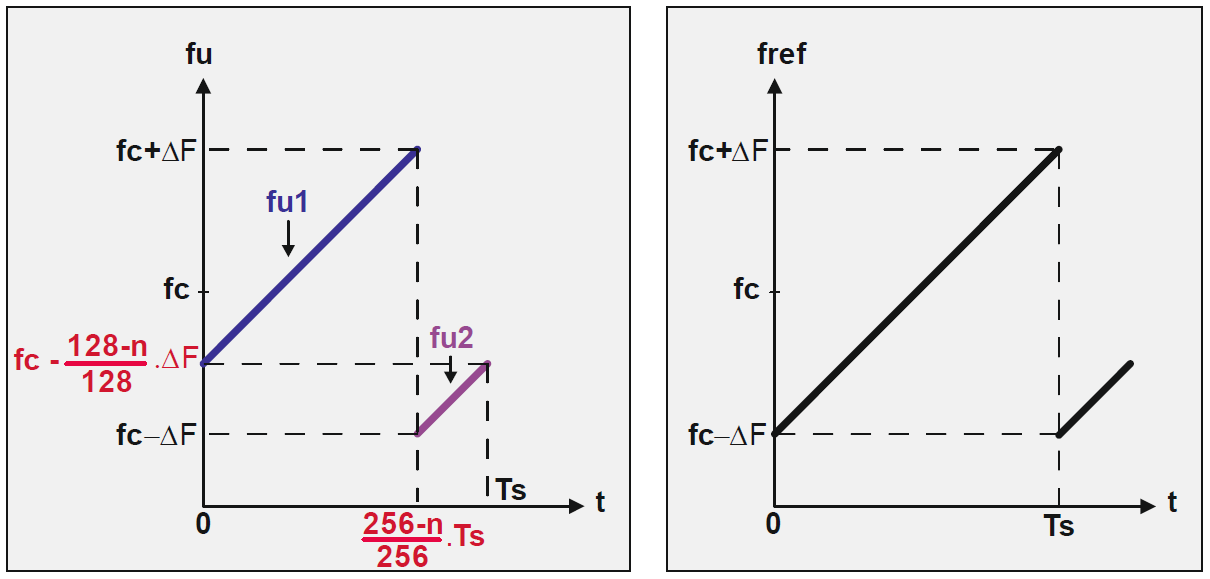 fu
fc+ΔF
fu1
fc
fu2
fc - 128-n/128 .ΔF
fc–ΔF
Ts
t
0
256-n/256 .Ts
fref
fc+ΔF
fc
fc–ΔF
t
0
Ts